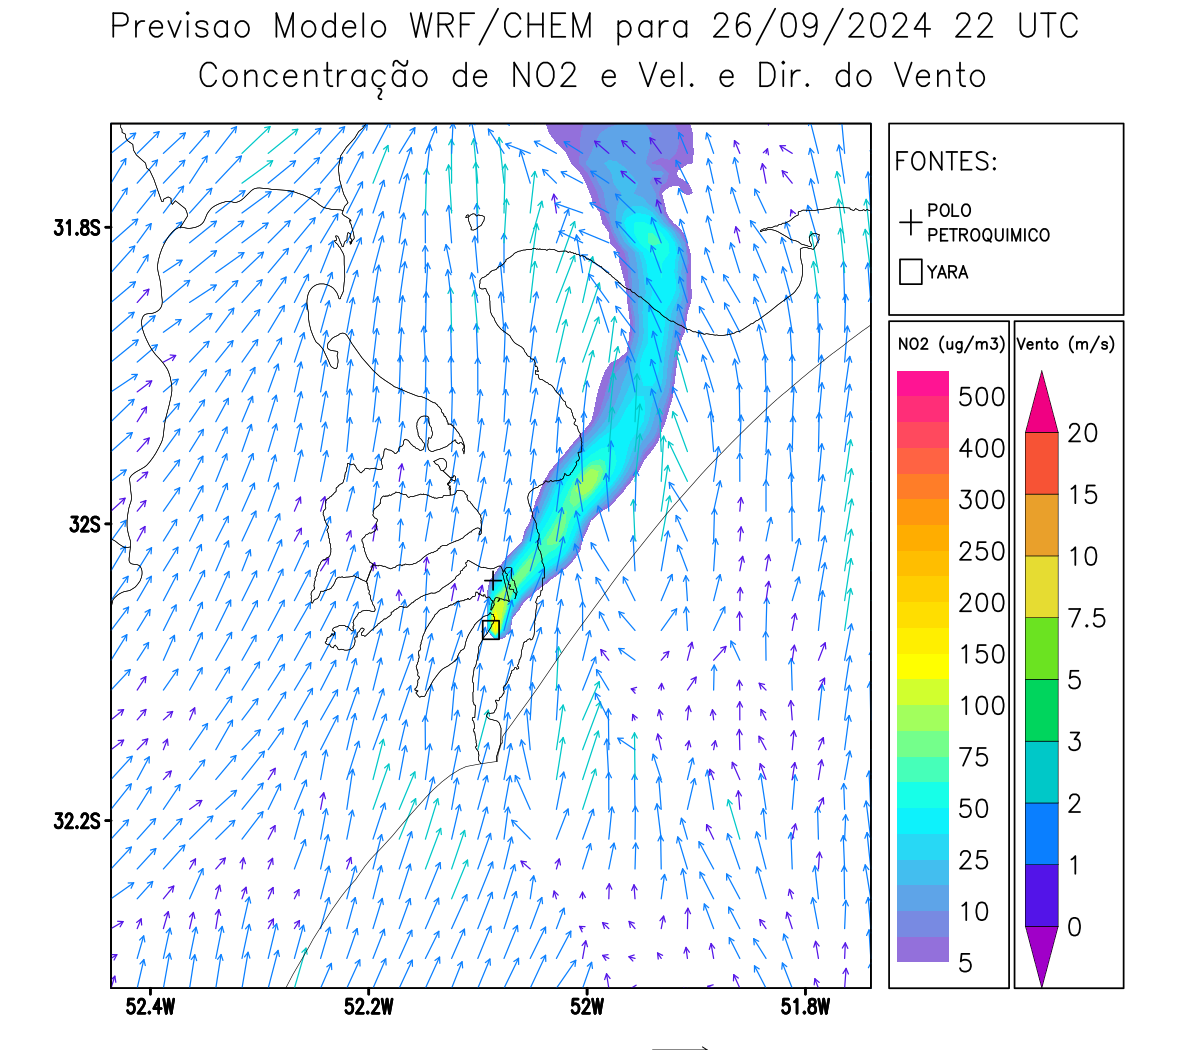 Previsao Modelo WRF/CHEM para 26/09/2024 22 UTC
Concentração de NO2 e Vel. e Dir. do Vento
FONTES:
POLO
PETROQUIMICO
YARA
31.8S
32S
32.2S
52.4W
52.2W
52W
51.8W
NO2 (ug/m3)
500
400
300
250
200
150
100
75
50
25
10
5
Vento (m/s)
20
15
10
7.5
5
3
2
1
0